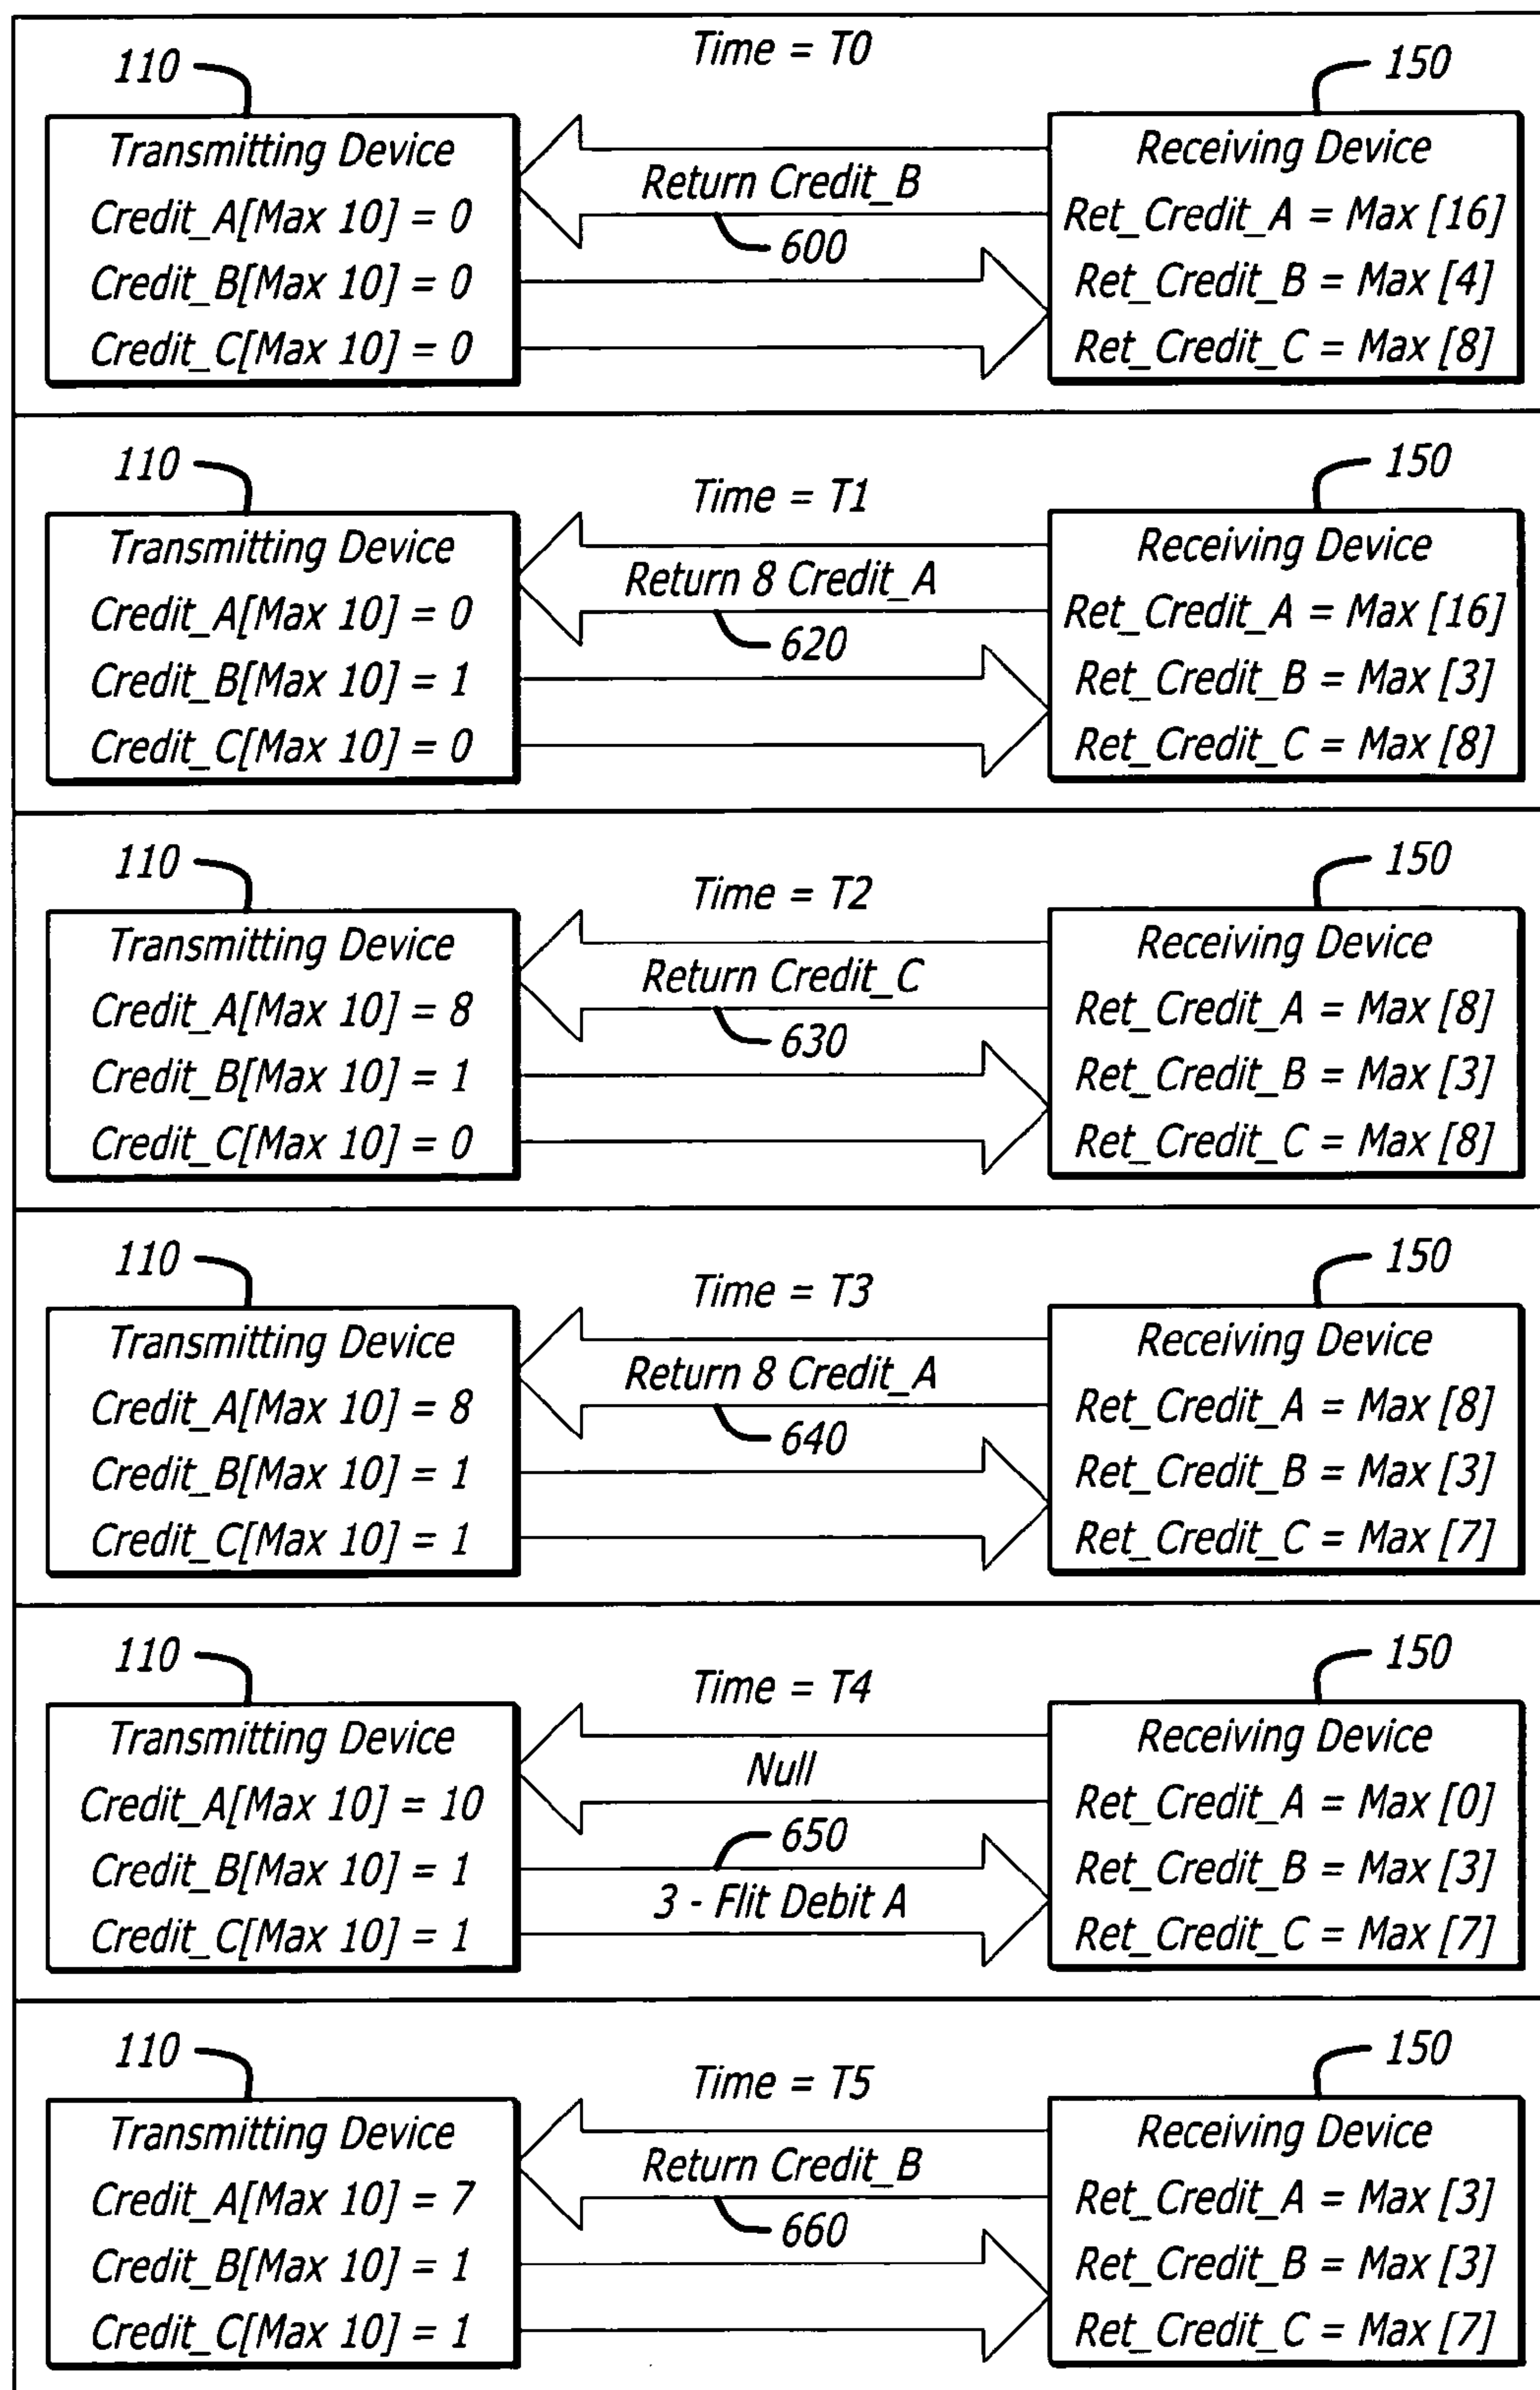 Time = T0
110
150
Transmitting Device
Credit_A[Max 10] = 0
Credit_B[Max 10] = 0
Credit_C[Max 10] = 0
Return Credit_B
600
Receiving Device
Ret_Credit_A = Max [16]
Ret_Credit_B = Max [4]
Ret_Credit_C = Max [8]
110
150
Time = T1
Transmitting Device
Credit_A[Max 10] = 0
Credit_B[Max 10] = 1
Credit_C[Max 10] = 0
Return 8 Credit_A
620
Receiving Device
Ret_Credit_A = Max [16]
Ret_Credit_B = Max [3]
Ret_Credit_C = Max [8]
110
150
Time = T2
Transmitting Device
Credit_A[Max 10] = 8
Credit_B[Max 10] = 1
Credit_C[Max 10] = 0
Return Credit_C
630
Receiving Device
Ret_Credit_A = Max [8]
Ret_Credit_B = Max [3]
Ret_Credit_C = Max [8]
110
150
Time = T3
Transmitting Device
Credit_A[Max 10] = 8
Credit_B[Max 10] = 1
Credit_C[Max 10] = 1
Return 8 Credit_A
640
Receiving Device
Ret_Credit_A = Max [8]
Ret_Credit_B = Max [3]
Ret_Credit_C = Max [7]
110
150
Time = T4
Transmitting Device
Credit_A[Max 10] = 10
Credit_B[Max 10] = 1
Credit_C[Max 10] = 1
Null
650
3 - Flit Debit A
Receiving Device
Ret_Credit_A = Max [0]
Ret_Credit_B = Max [3]
Ret_Credit_C = Max [7]
110
150
Time = T5
Transmitting Device
Credit_A[Max 10] = 7
Credit_B[Max 10] = 1
Credit_C[Max 10] = 1
Return Credit_B
660
Receiving Device
Ret_Credit_A = Max [3]
Ret_Credit_B = Max [3]
Ret_Credit_C = Max [7]